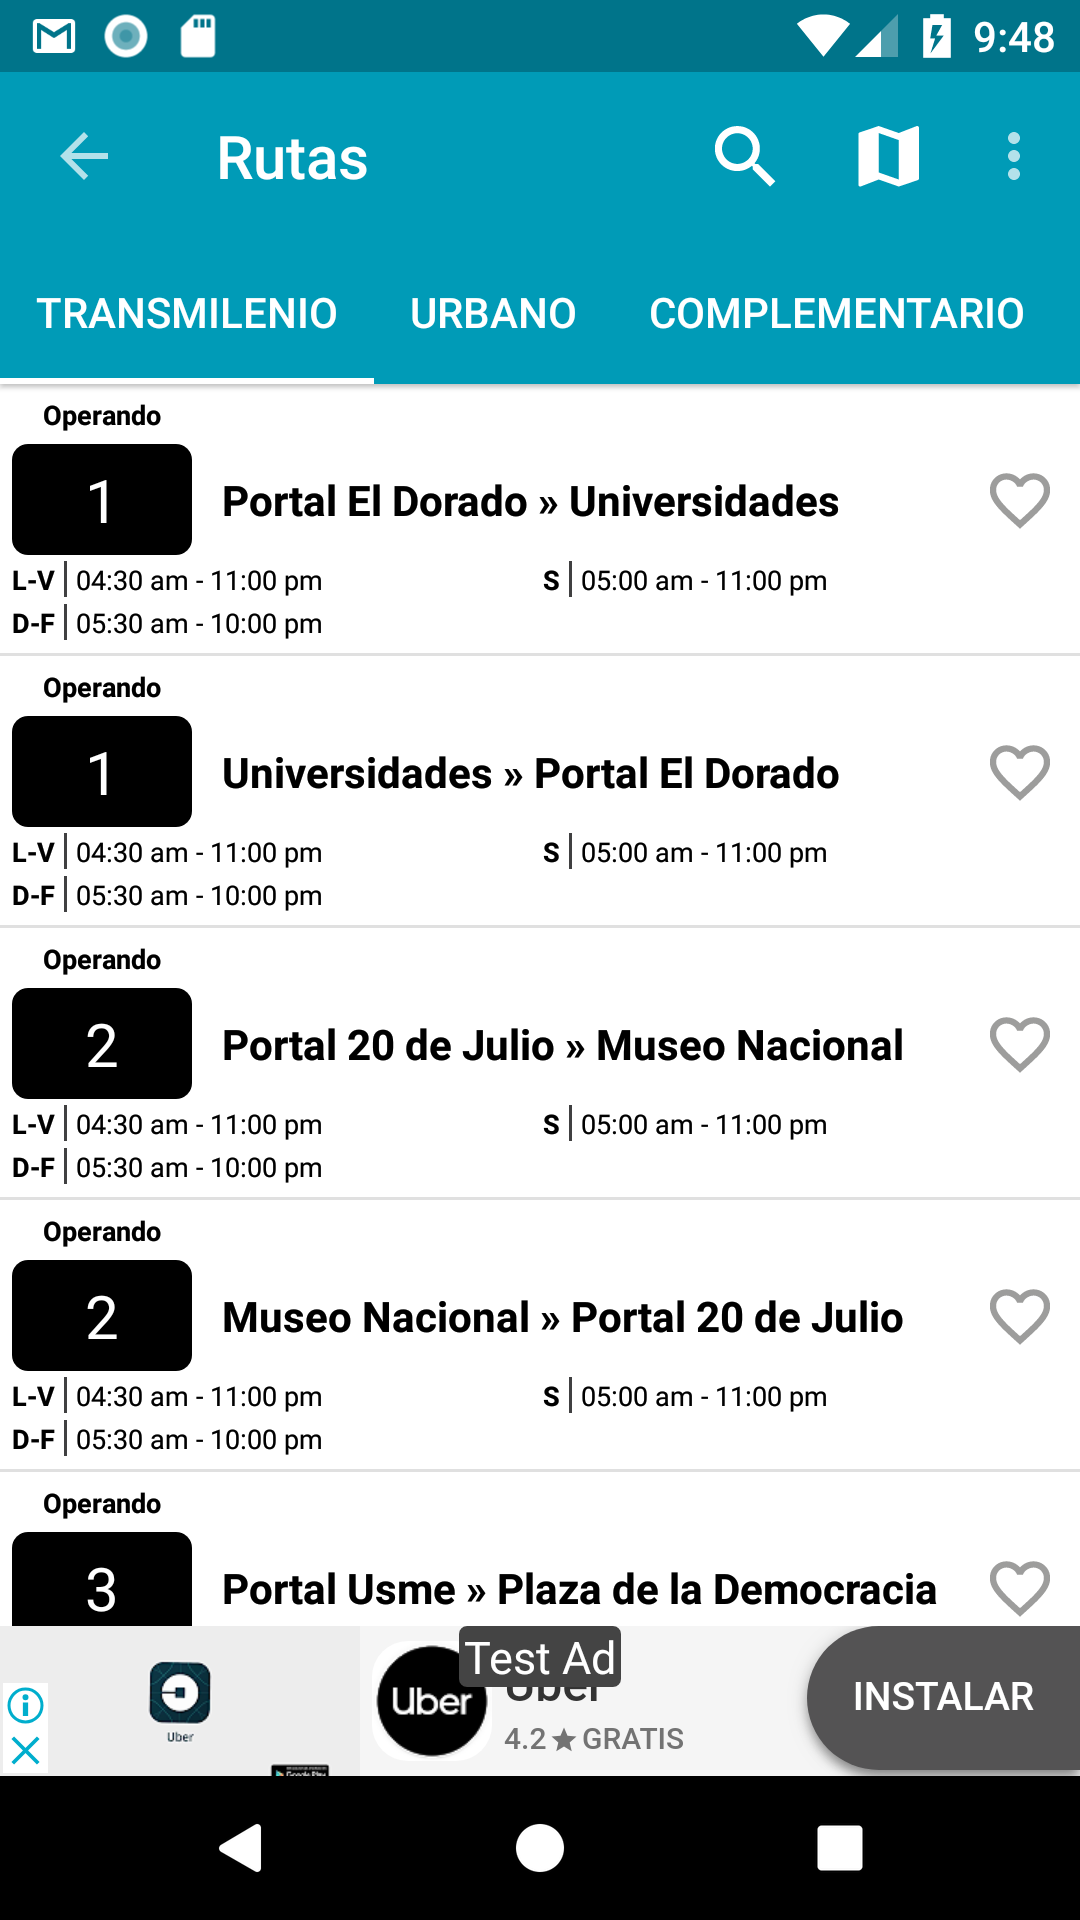 9:48
Rutas
TRANSMILENIO URBANO COMPLEMENTARIO
Operando
1 Portal El Dorado » Universidades
L-V 04:30 am - 11:00 pm S 05:00 am - 11:00 pm
D-F 05:30 am - 10:00 pm
Operando
1 Universidades » Portal El Dorado
L-V 04:30 am - 11:00 pm S 05:00 am - 11:00 pm
D-F 05:30 am - 10:00 pm
Operando
2 Portal 20 de Julio » Museo Nacional
L-V 04:30 am - 11:00 pm S 05:00 am - 11:00 pm
D-F 05:30 am - 10:00 pm
Operando
2 Museo Nacional » Portal 20 de Julio
L-V 04:30 am - 11:00 pm S 05:00 am - 11:00 pm
D-F 05:30 am - 10:00 pm
Operando
3 Portal Usme » Plaza de la Democracia
Test Ad
Uber
Uber
Uber
4.2 GRATIS
INSTALAR
Google Play